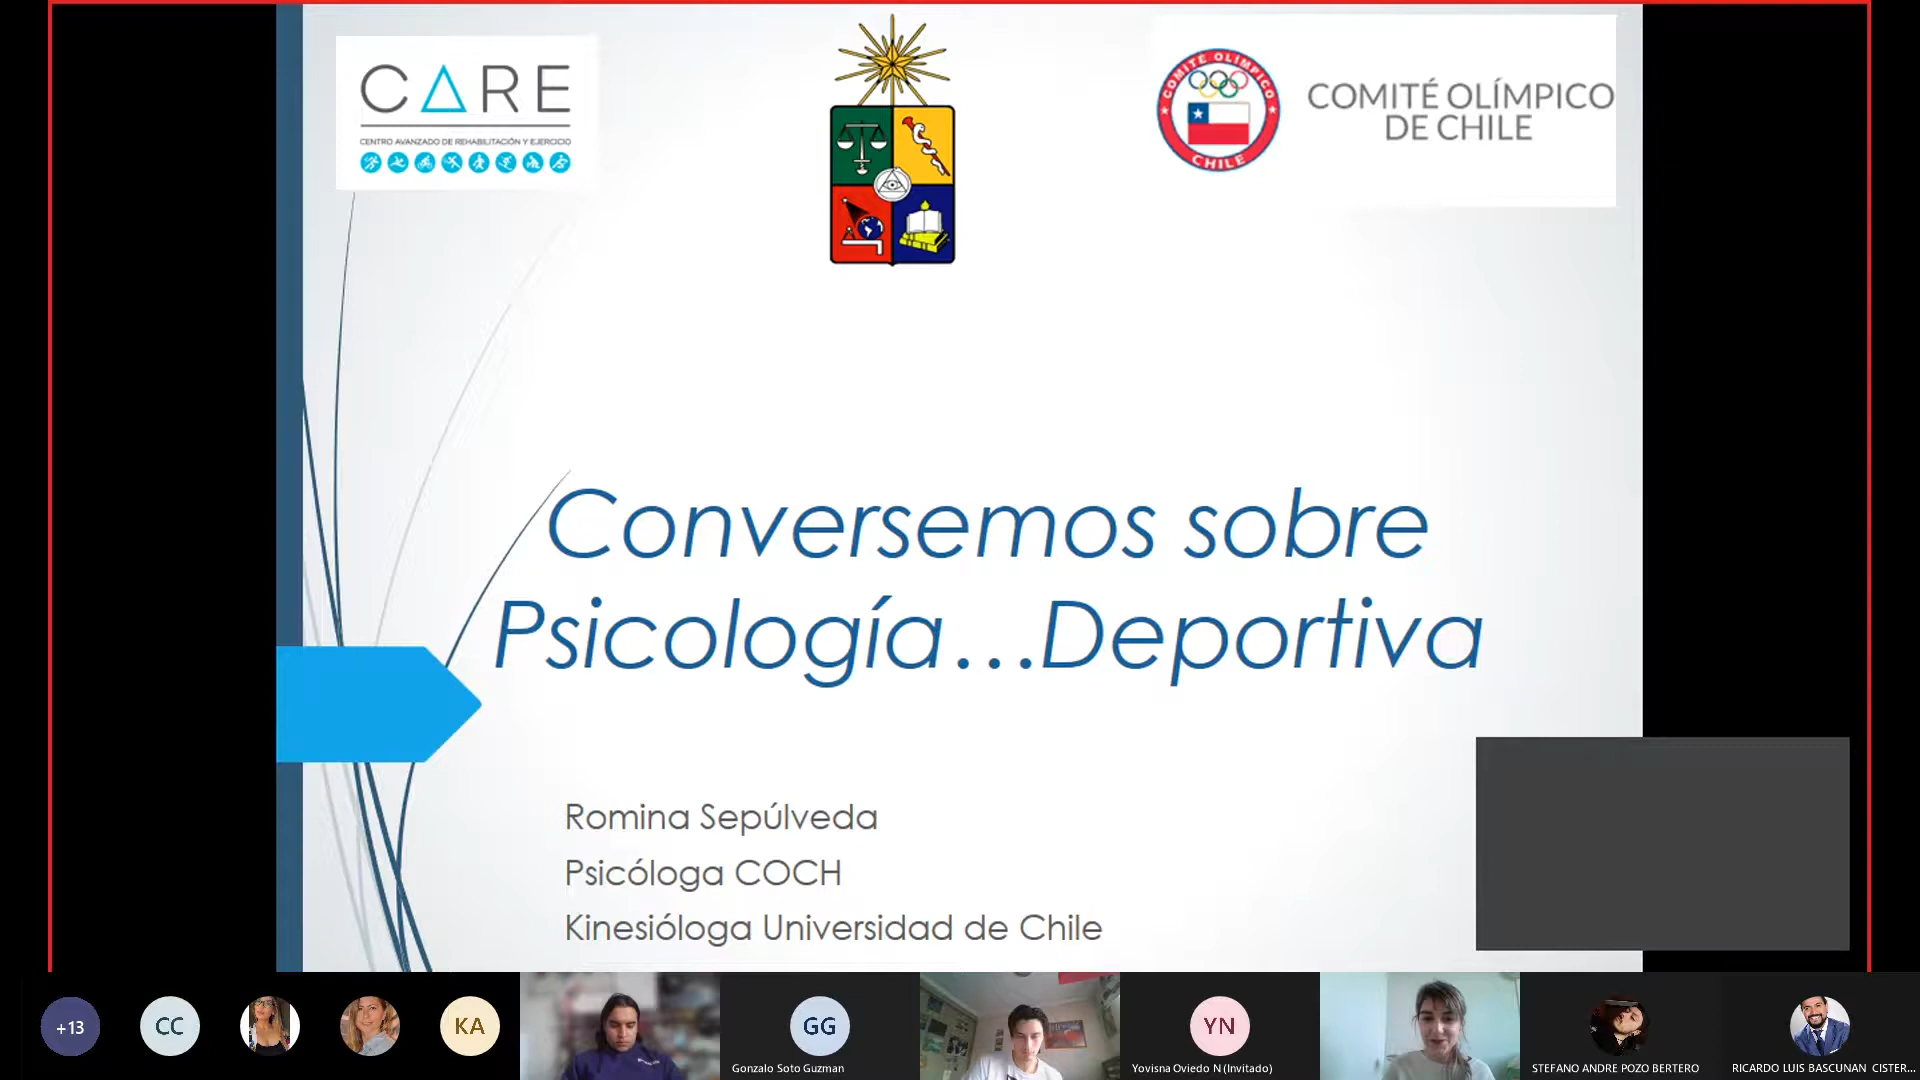 CARE
CENTRO AVANZADO DE REHABILITACIÓN Y EJERCICIO
COMITÉ OLÍMPICO
CHILE
COMITÉ OLÍMPICO
DE CHILE
Conversemos sobre
Psicología...Deportiva
Romina Sepúlveda
Psicóloga COCH
Kinesióloga Universidad de Chile
+13
CC
KA
GG
Gonzalo Soto Guzman
YN
Yovisna Oviedo N (Invitado)
STEFANO ANDRE POZO BERTERO
RICARDO LUIS BASCUNAN CISTER...